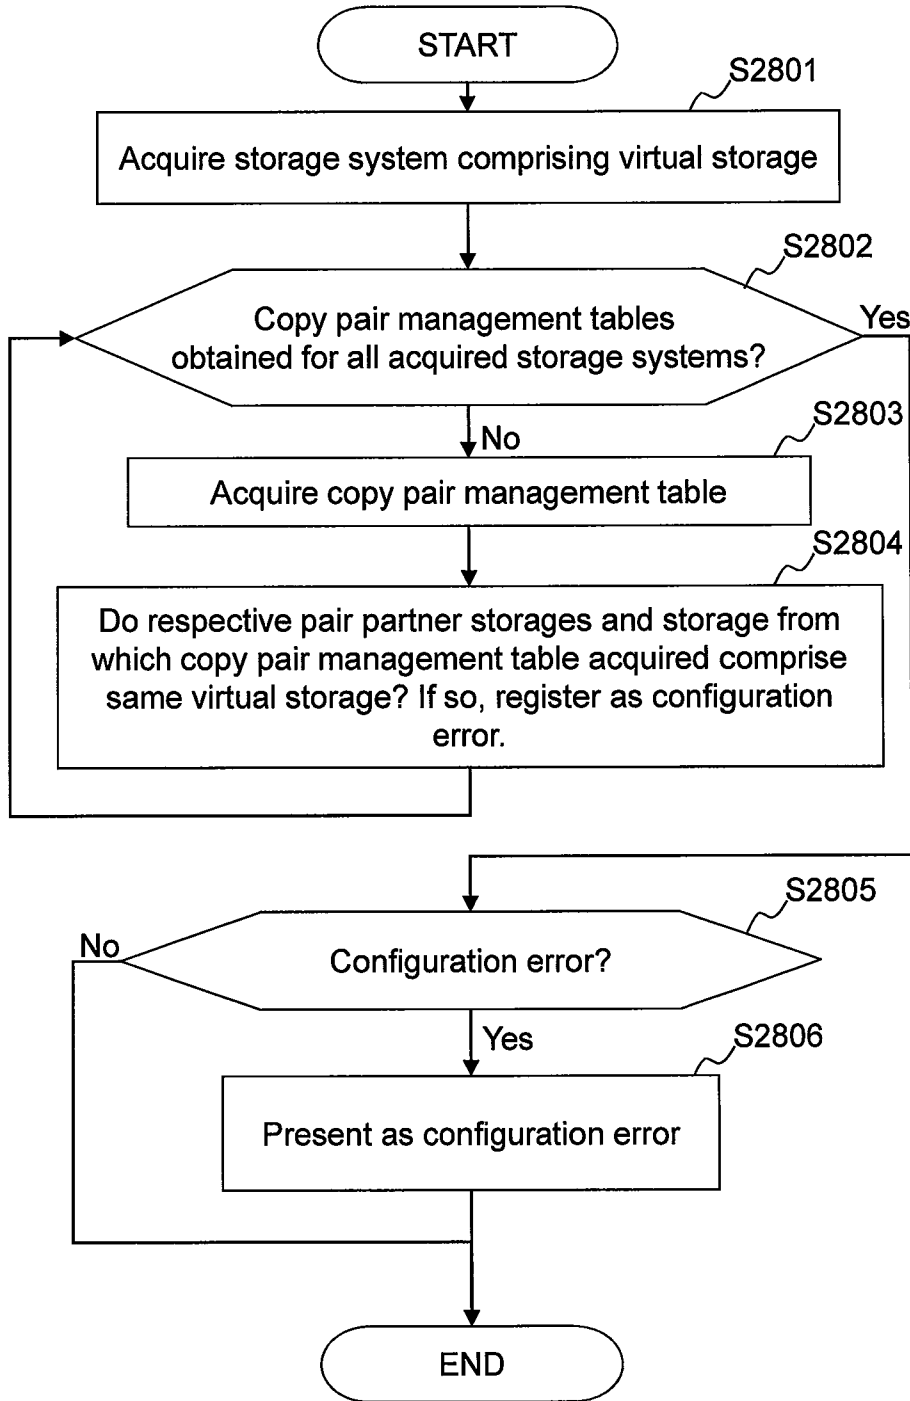 START
S2801
Acquire storage system comprising virtual storage
S2802
Copy pair management tables
obtained for all acquired storage systems?
Yes
No
S2803
Acquire copy pair management table
S2804
Do respective pair partner storages and storage from
which copy pair management table acquired comprise
same virtual storage? If so, register as configuration
error.
S2805
No
Configuration error?
Yes
S2806
Present as configuration error
END